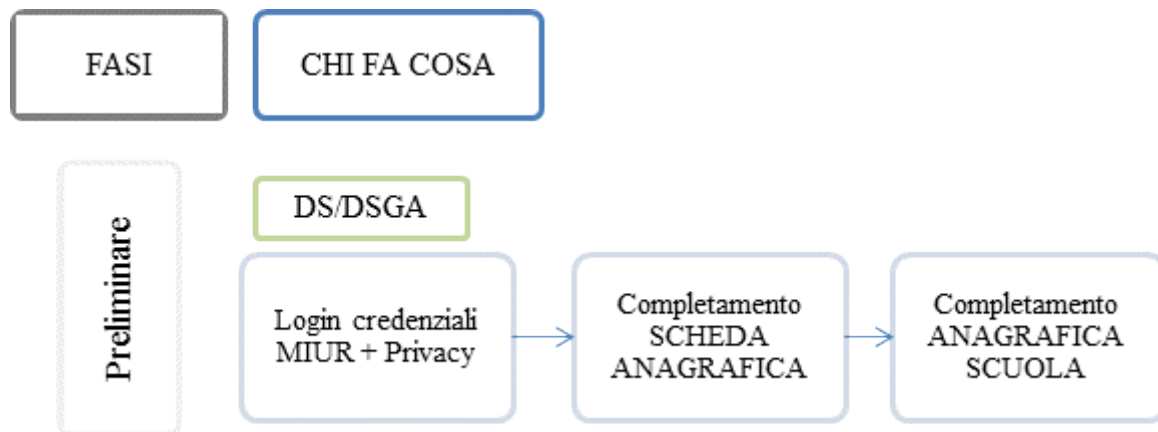 FASI
CHI FA COSA
Preliminare
DS/DSGA
Login credenziali
MIUR + Privacy
Completamento
SCHEDA
ANAGRAFICA
Completamento
ANAGRAFICA
SCUOLA